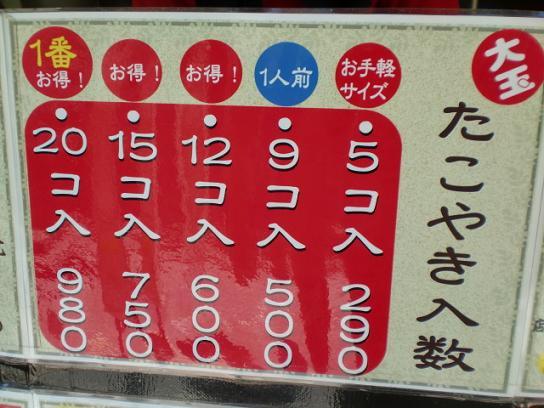 大玉
たこやき入数
お手軽サイズ
・5コ入 290
1人前
・9コ入 500
お得!
・12コ入 600
お得!
・15コ入 750
1番お得!
・20コ入 980